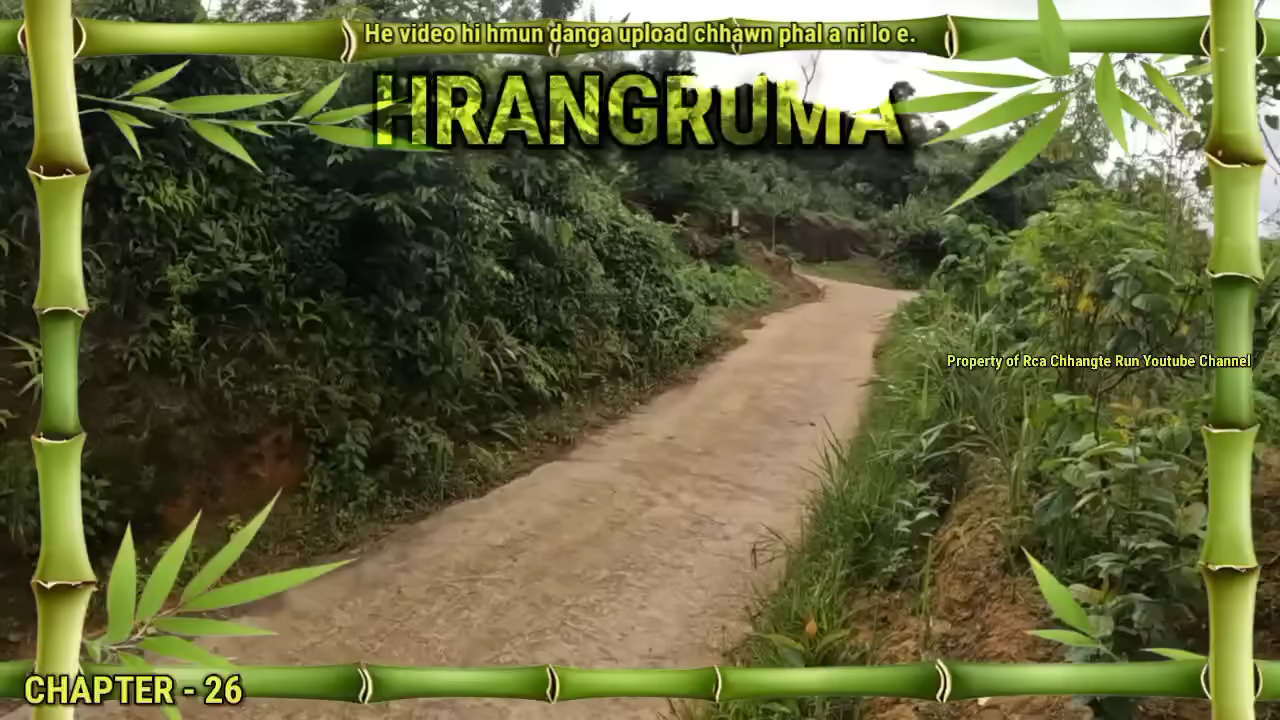 He video hi hmun danga upload chhàwn phal a ni lo e.
HRANGRUMA
Property of Rca Chhangte Run Youtube Channel
CHAPTER - 26